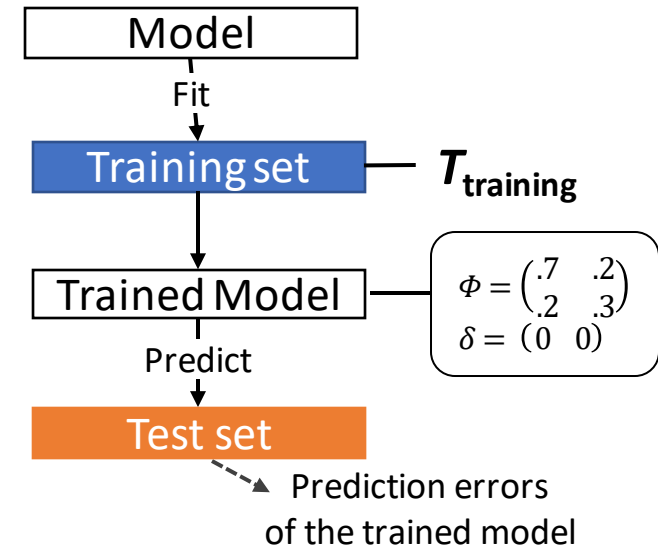 Model
Fit
Training set
T training
Trained Model
Φ = (.7 .2
.2 .3)
δ = (0 0)
Predict
Test set
Prediction errors
of the trained model